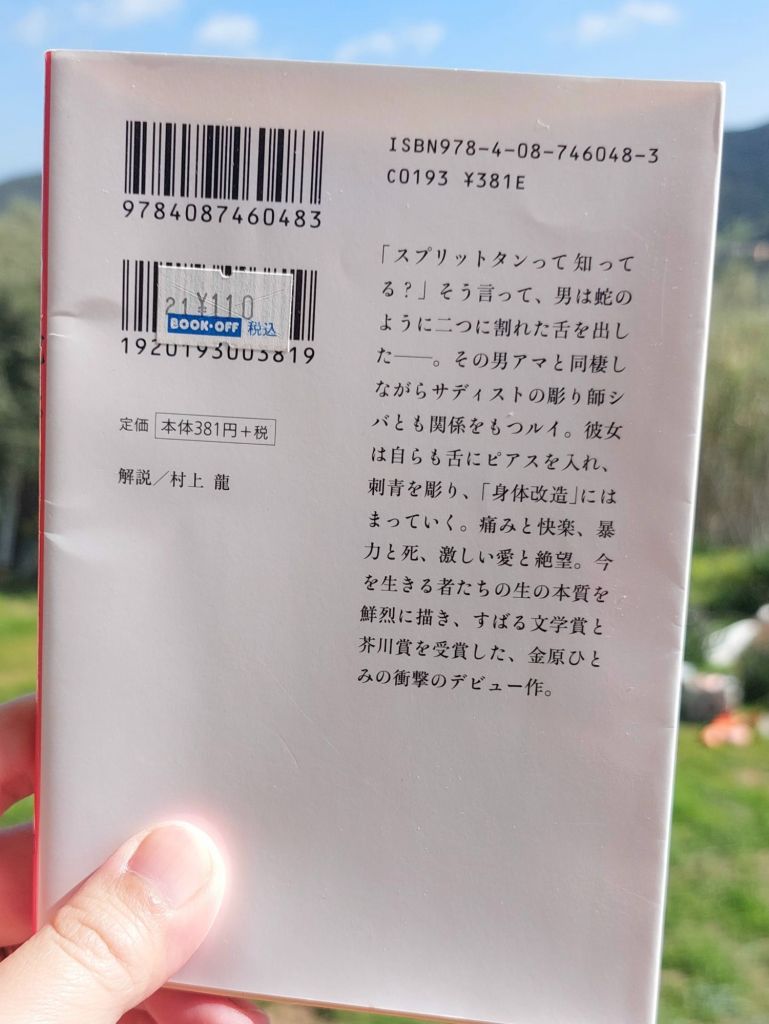 ISBN978-4-08-746048-3
C0193 ¥381E
9784087460483
21 ¥110
BOOK・OFF 税込
1920193003819
定価 本体381円+税
解説/村上 龍
「スプリットタンって知って
る?」そう言って、男は蛇の
ように二つに割れた舌を出し
た――。その男アマと同棲し
ながらサディストの彫り師シ
バとも関係をもつルイ。彼女
は自らも舌にピアスを入れ、
刺青を彫り、「身体改造」には
まっていく。痛みと快楽、暴
力と死、激しい愛と絶望。今
を生きる者たちの生の本質を
鮮烈に描き、すばる文学賞と
芥川賞を受賞した、金原ひと
みの衝撃のデビュー作。